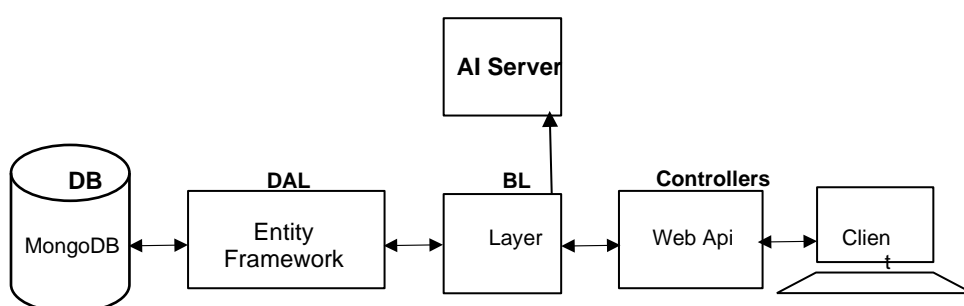 AI Server
DB
DAL
BL
Controllers
MongoDB
Entity
Framework
Layer
Web Api
Clien
t